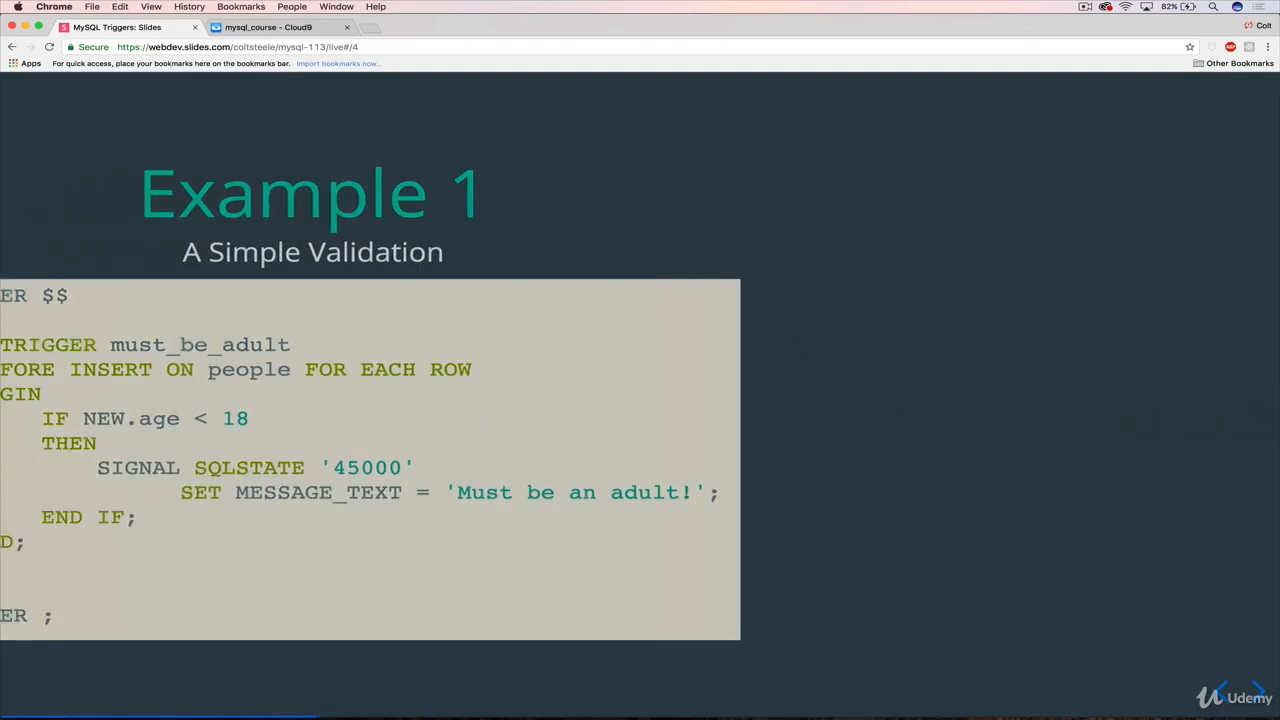 Chrome File Edit View History Bookmarks People Window Help 82%
MySQL Triggers: Slides mysql_course - Cloud9 Colt
Secure https://webdev.slides.com/coltsteele/mysql-113/live#/4
Apps For quick access, place your bookmarks here on the bookmarks bar. Import bookmarks now... Other Bookmarks
Example 1
A Simple Validation
ER $$
TRIGGER must_be_adult
FORE INSERT ON people FOR EACH ROW
GIN
IF NEW.age < 18
THEN
SIGNAL SQLSTATE '45000'
SET MESSAGE_TEXT = 'Must be an adult!';
END IF;
D;
ER ;
Udemy